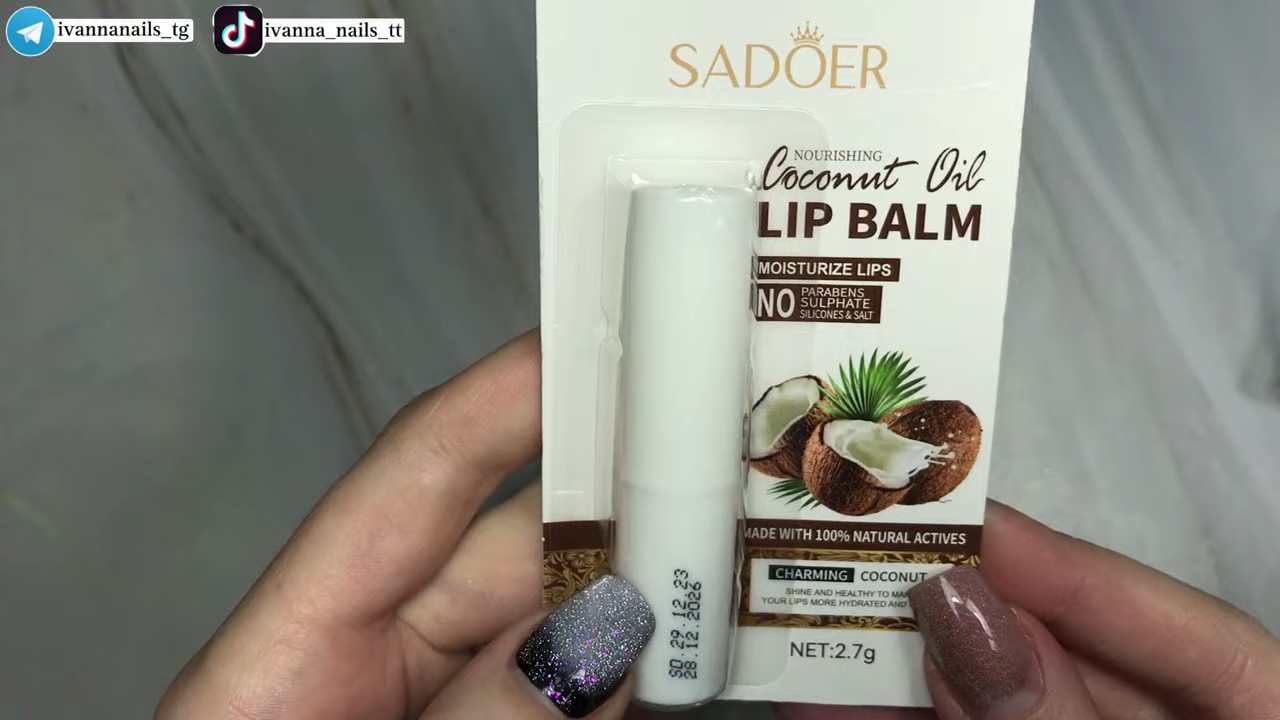 ivannanails_tg
ivanna_nails_tt
SADOER
NOURISHING
Coconut Oil
LIP BALM
MOISTURIZE LIPS
NO PARABENS
SULPHATE
SILICONES & SALT
MADE WITH 100% NATURAL ACTIVES
CHARMING COCONUT
SHINE AND HEALTHY TO
YOUR LIPS MORE HYDRATED AND
NET:2.7g
SD 29.12.23
28.12.2026